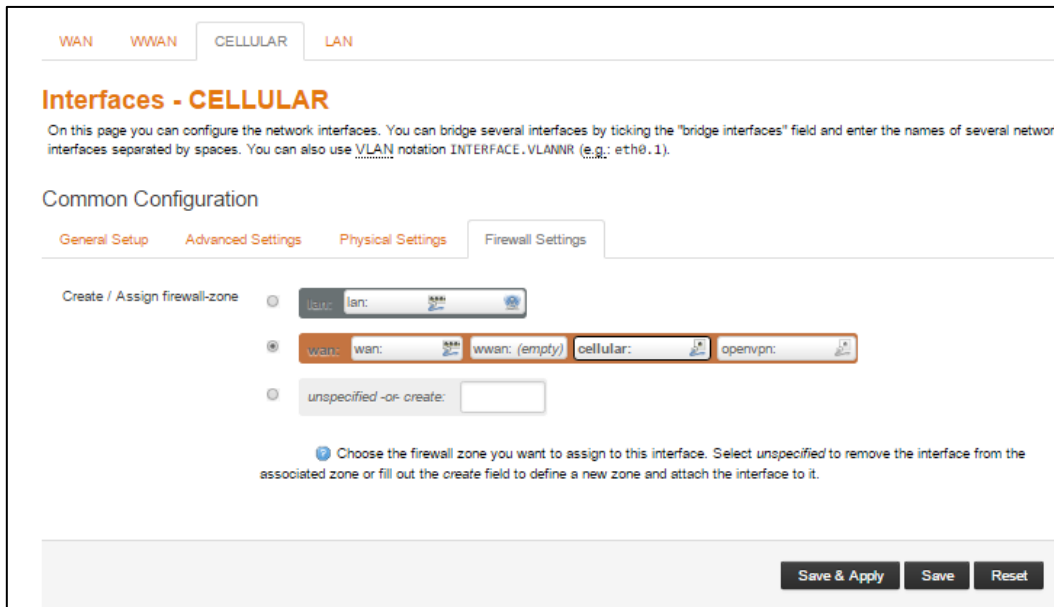 WAN WWAN CELLULAR LAN
Interfaces - CELLULAR
On this page you can configure the network interfaces. You can bridge several interfaces by ticking the "bridge interfaces" field and enter the names of several networ
interfaces separated by spaces. You can also use VLAN notation INTERFACE.VLANNR (e.g.: eth0.1).
Common Configuration
General Setup Advanced Settings Physical Settings Firewall Settings
Create / Assign firewall-zone
lan: lan:
wan: wan: wwan: (empty) cellular: openvpn:
unspecified -or- create:
Choose the firewall zone you want to assign to this interface. Select unspecified to remove the interface from the
associated zone or fill out the create field to define a new zone and attach the interface to it.
Save & Apply Save Reset